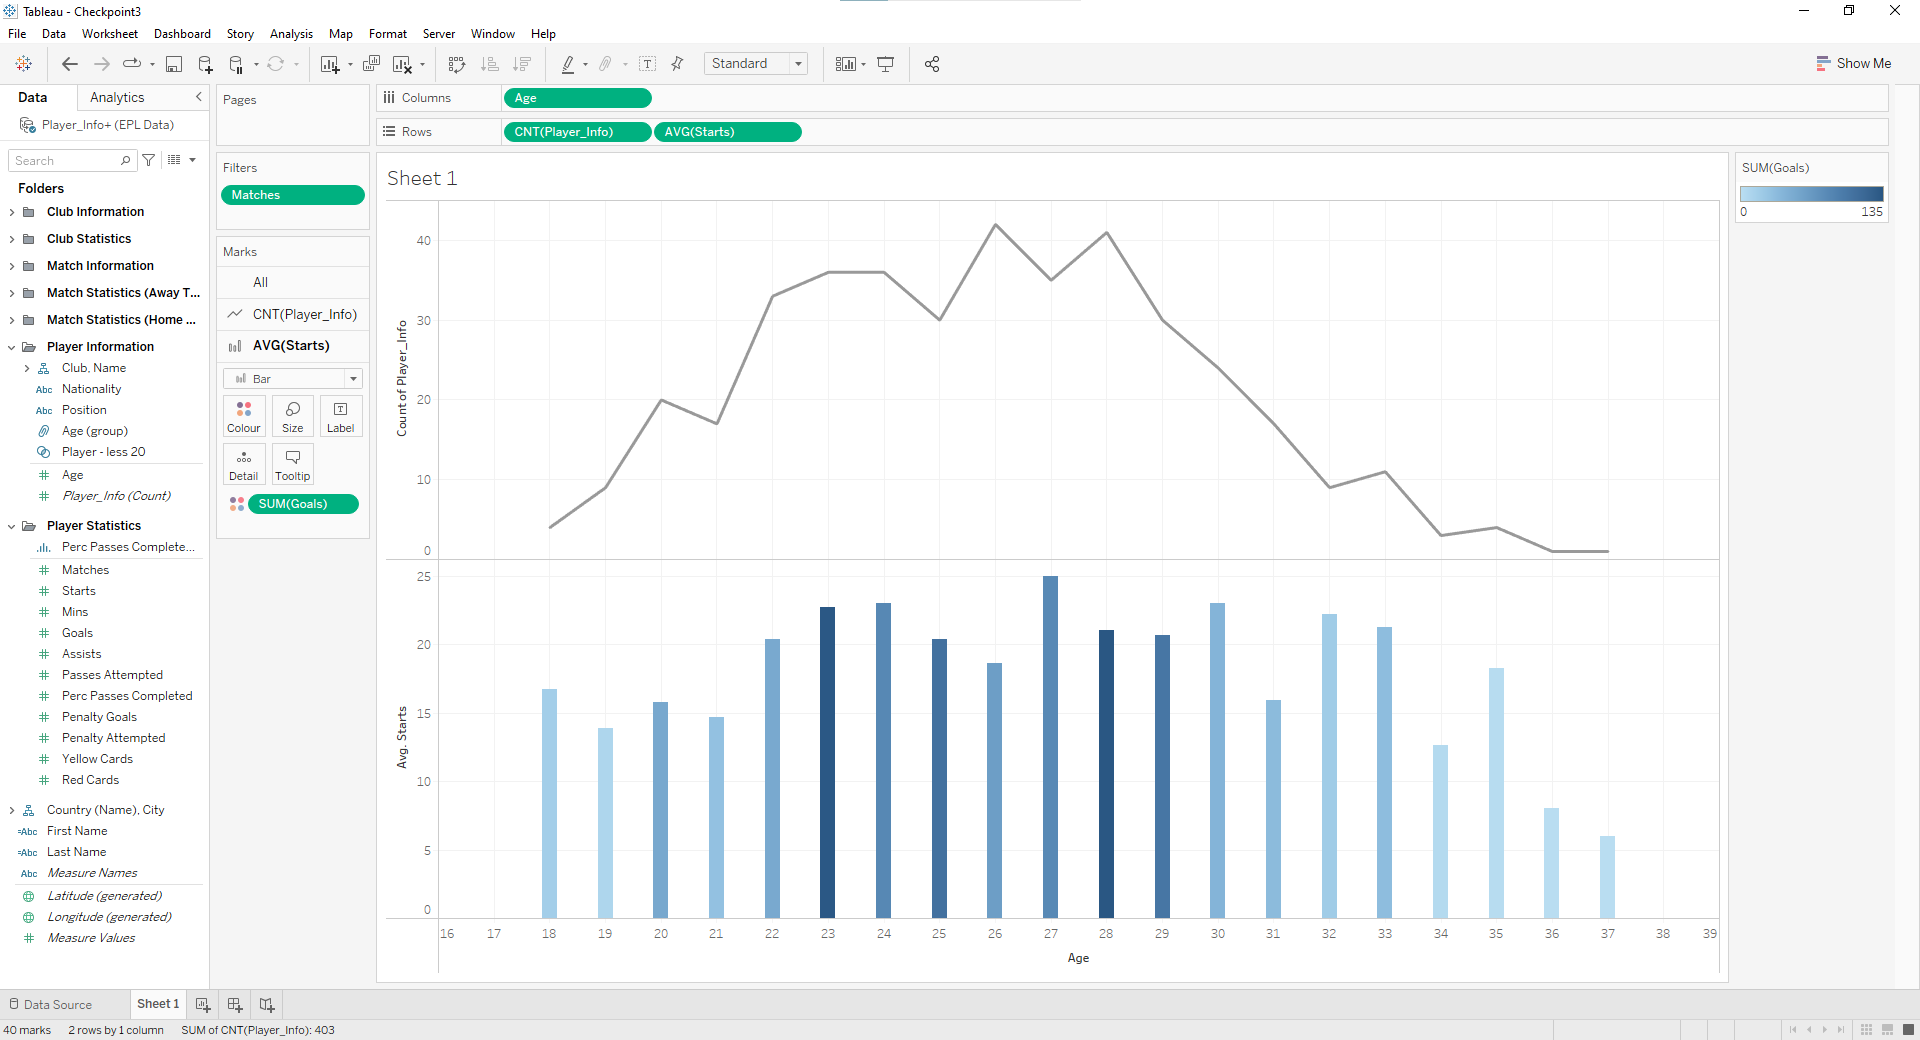 Tableau - Checkpoint3
File Data Worksheet Dashboard Story Analysis Map Format Server Window Help
Standard
Show Me
Data Analytics
Player_Info+ (EPL Data)
Search
Folders
Club Information
Club Statistics
Match Information
Match Statistics (Away T...
Match Statistics (Home ...
Player Information
Club, Name
Abc Nationality
Abc Position
Age (group)
Player - less 20
Age
Player_Info (Count)
Player Statistics
Perc Passes Complete...
Matches
Starts
Mins
Goals
Assists
Passes Attempted
Perc Passes Completed
Penalty Goals
Penalty Attempted
Yellow Cards
Red Cards
Country (Name), City
=Abc First Name
=Abc Last Name
Abc Measure Names
Latitude (generated)
Longitude (generated)
Measure Values
Pages
Filters
Matches
Marks
All
CNT(Player_Info)
AVG(Starts)
Bar
Colour Size Label
Detail Tooltip
SUM(Goals)
Columns Age
Rows CNT(Player_Info) AVG(Starts)
Sheet 1
Count of Player_Info
40
30
20
10
0
Avg. Starts
25
20
15
10
5
0
16 17 18 19 20 21 22 23 24 25 26 27 28 29 30 31 32 33 34 35 36 37 38 39
Age
SUM(Goals)
0 135
Data Source Sheet 1
40 marks 2 rows by 1 column SUM of CNT(Player_Info): 403